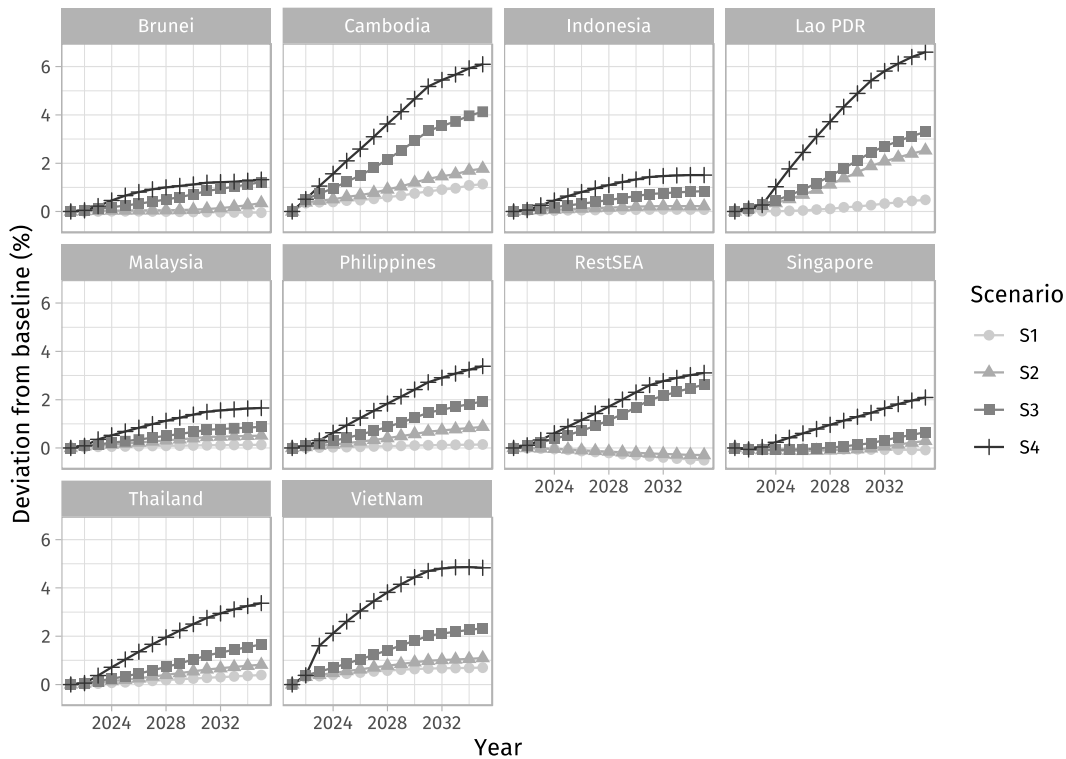 Brunei Cambodia Indonesia Lao PDR
6
4
2
0
Malaysia Philippines RestSEA Singapore
6
4
2
0
2024 2028 2032 2024 2028 2032
Thailand VietNam
6
4
2
0
2024 2028 2032 2024 2028 2032
Year
Deviation from baseline (%)
Scenario
S1
S2
S3
S4